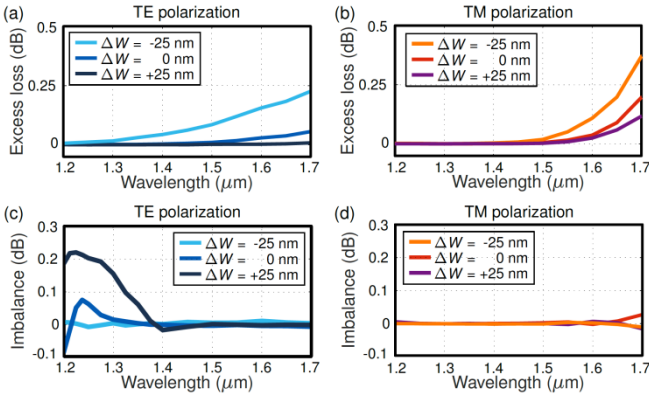 (a) TE polarization
Excess loss (dB)
0.5
0.25
0
ΔW = -25 nm
ΔW = 0 nm
ΔW = +25 nm
1.2 1.3 1.4 1.5 1.6 1.7
Wavelength (μm)
(b) TM polarization
Excess loss (dB)
0.5
0.25
0
ΔW = -25 nm
ΔW = 0 nm
ΔW = +25 nm
1.2 1.3 1.4 1.5 1.6 1.7
Wavelength (μm)
(c) TE polarization
Imbalance (dB)
0.3
0.2
0.1
0
-0.1
ΔW = -25 nm
ΔW = 0 nm
ΔW = +25 nm
1.2 1.3 1.4 1.5 1.6 1.7
Wavelength (μm)
(d) TM polarization
Imbalance (dB)
0.3
0.2
0.1
0
-0.1
ΔW = -25 nm
ΔW = 0 nm
ΔW = +25 nm
1.2 1.3 1.4 1.5 1.6 1.7
Wavelength (μm)